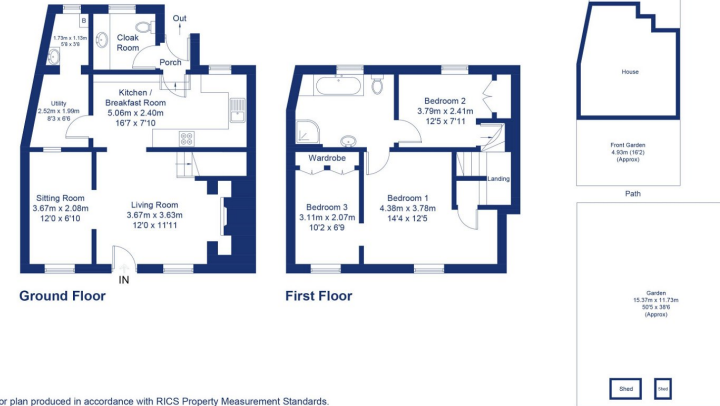 Out
1.73m x 1.13m
5'8 x 3'9
B
Cloak
Room
Porch
Kitchen /
Breakfast Room
5.06m x 2.40m
16'7 x 7'10
Utility
2.52m x 1.99m
8'3 x 6'6
Sitting Room
3.67m x 2.08m
12'0 x 6'10
Living Room
3.67m x 3.63m
12'0 x 11'11
IN
Ground Floor
Bedroom 2
3.79m x 2.41m
12'5 x 7'11
Wardrobe
Landing
Bedroom 3
3.11m x 2.07m
10'2 x 6'9
Bedroom 1
4.38m x 3.78m
14'4 x 12'5
First Floor
House
Front Garden
4.93m (16'2)
(Approx)
Path
Garden
15.37m x 11.73m
50'5 x 38'6
(Approx)
Shed
Shed
or plan produced in accordance with RICS Property Measurement Standards.